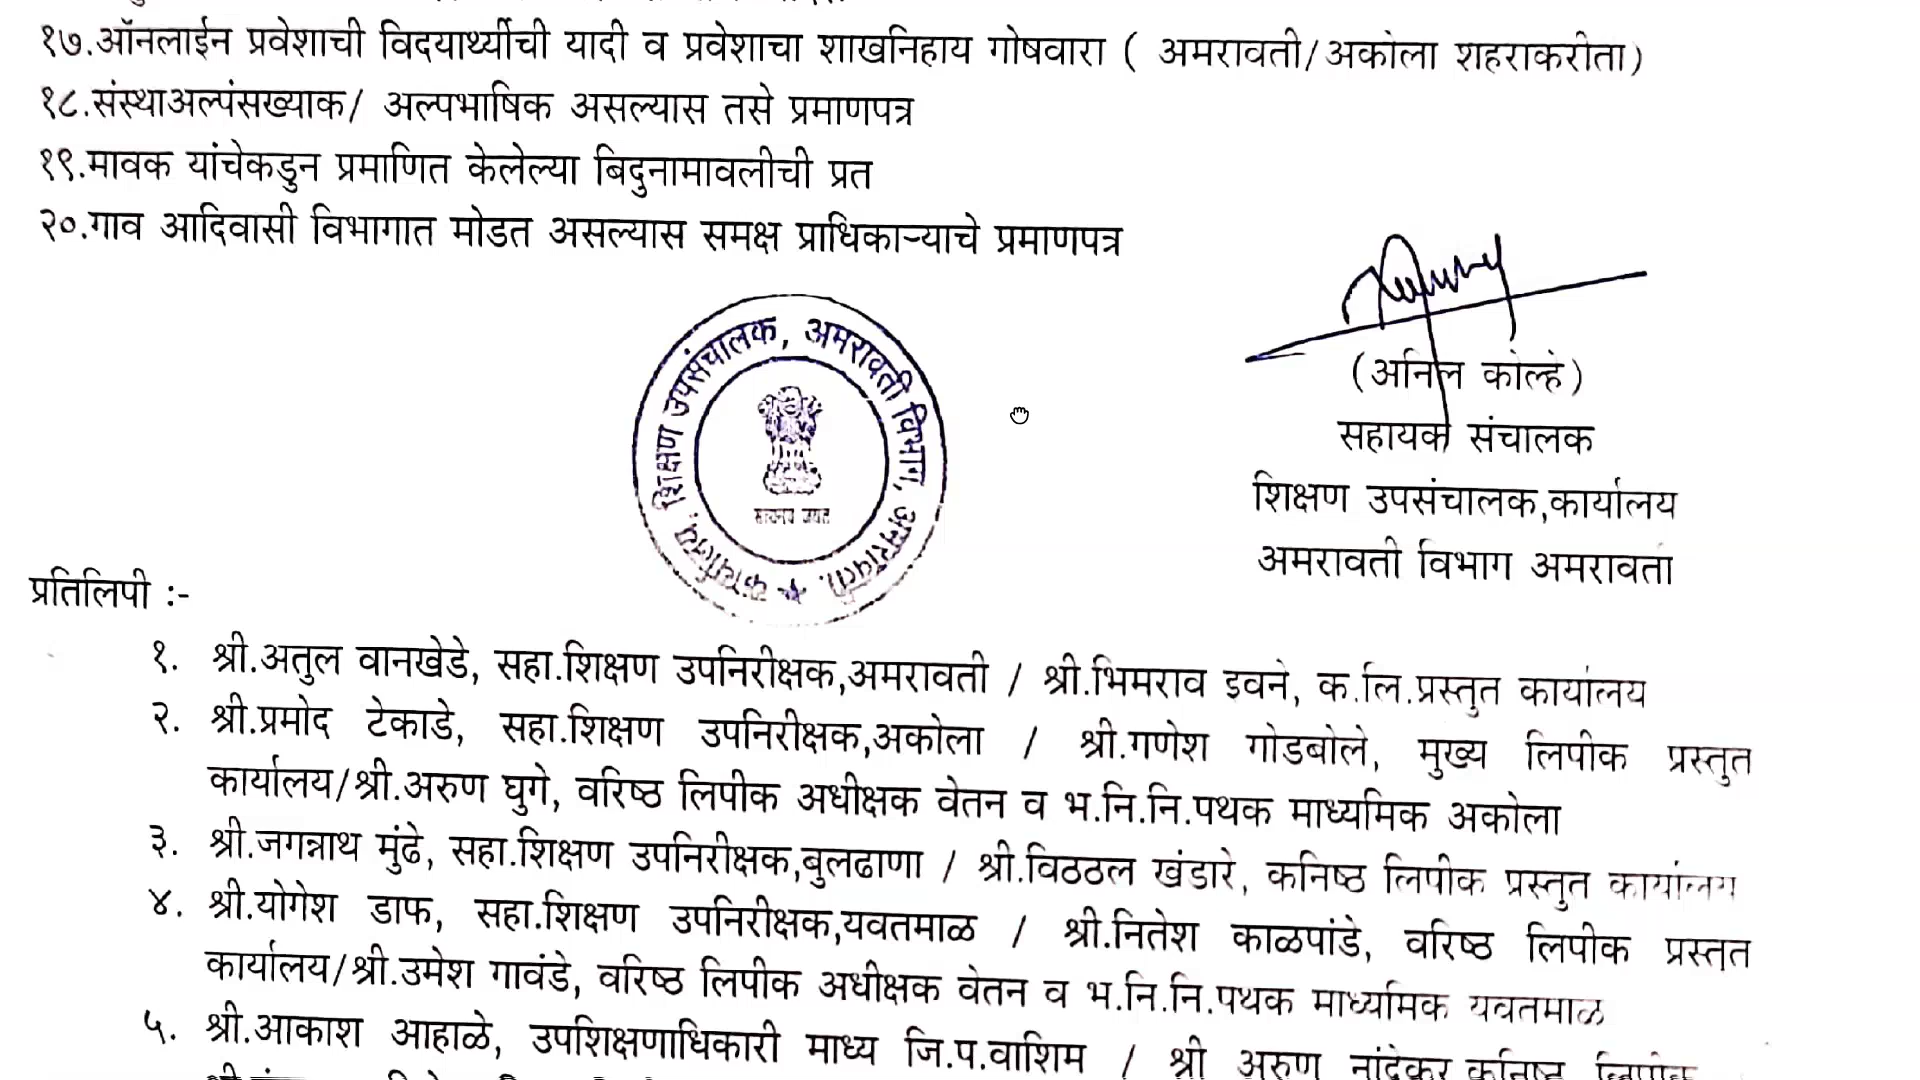 १७.ऑनलाईन प्रवेशाची विदयार्थ्यीची यादी व प्रवेशाचा शाखनिहाय गोषवारा ( अमरावती/अकोला शहराकरीता)
१८.संस्थाअल्पंसख्याक/ अल्पभाषिक असल्यास तसे प्रमाणपत्र
१९.मावक यांचेकडुन प्रमाणित केलेल्या बिदुनामावलीची प्रत
२०.गाव आदिवासी विभागात मोडत असल्यास समक्ष प्राधिकाऱ्याचे प्रमाणपत्र
शिक्षण उपसंचालक, अमरावती विभाग, अमरावती. * कार्यालय,
सत्यमेव जयते
(अनिल कोल्हे)
सहायक संचालक
शिक्षण उपसंचालक,कार्यालय
अमरावती विभाग अमरावती
प्रतिलिपी :-
१. श्री.अतुल वानखेडे, सहा.शिक्षण उपनिरीक्षक,अमरावती / श्री.भिमराव इवने, क.लि.प्रस्तुत कार्यालय
२. श्री.प्रमोद टेकाडे, सहा.शिक्षण उपनिरीक्षक,अकोला / श्री.गणेश गोडबोले, मुख्य लिपीक प्रस्तुत
कार्यालय/श्री.अरुण घुगे, वरिष्ठ लिपीक अधीक्षक वेतन व भ.नि.नि.पथक माध्यमिक अकोला
३. श्री.जगन्नाथ मुंढे, सहा.शिक्षण उपनिरीक्षक,बुलढाणा / श्री.विठठल खंडारे, कनिष्ठ लिपीक प्रस्तुत कार्यालय
४. श्री.योगेश डाफ, सहा.शिक्षण उपनिरीक्षक,यवतमाळ / श्री.नितेश काळपांडे, वरिष्ठ लिपीक प्रस्तुत
कार्यालय/श्री.उमेश गावंडे, वरिष्ठ लिपीक अधीक्षक वेतन व भ.नि.नि.पथक माध्यमिक यवतमाळ
५. श्री.आकाश आहाळे, उपशिक्षणाधिकारी माध्य जि.प.वाशिम / श्री अरुण नांदेकर,कनिष्ठ लिपीक